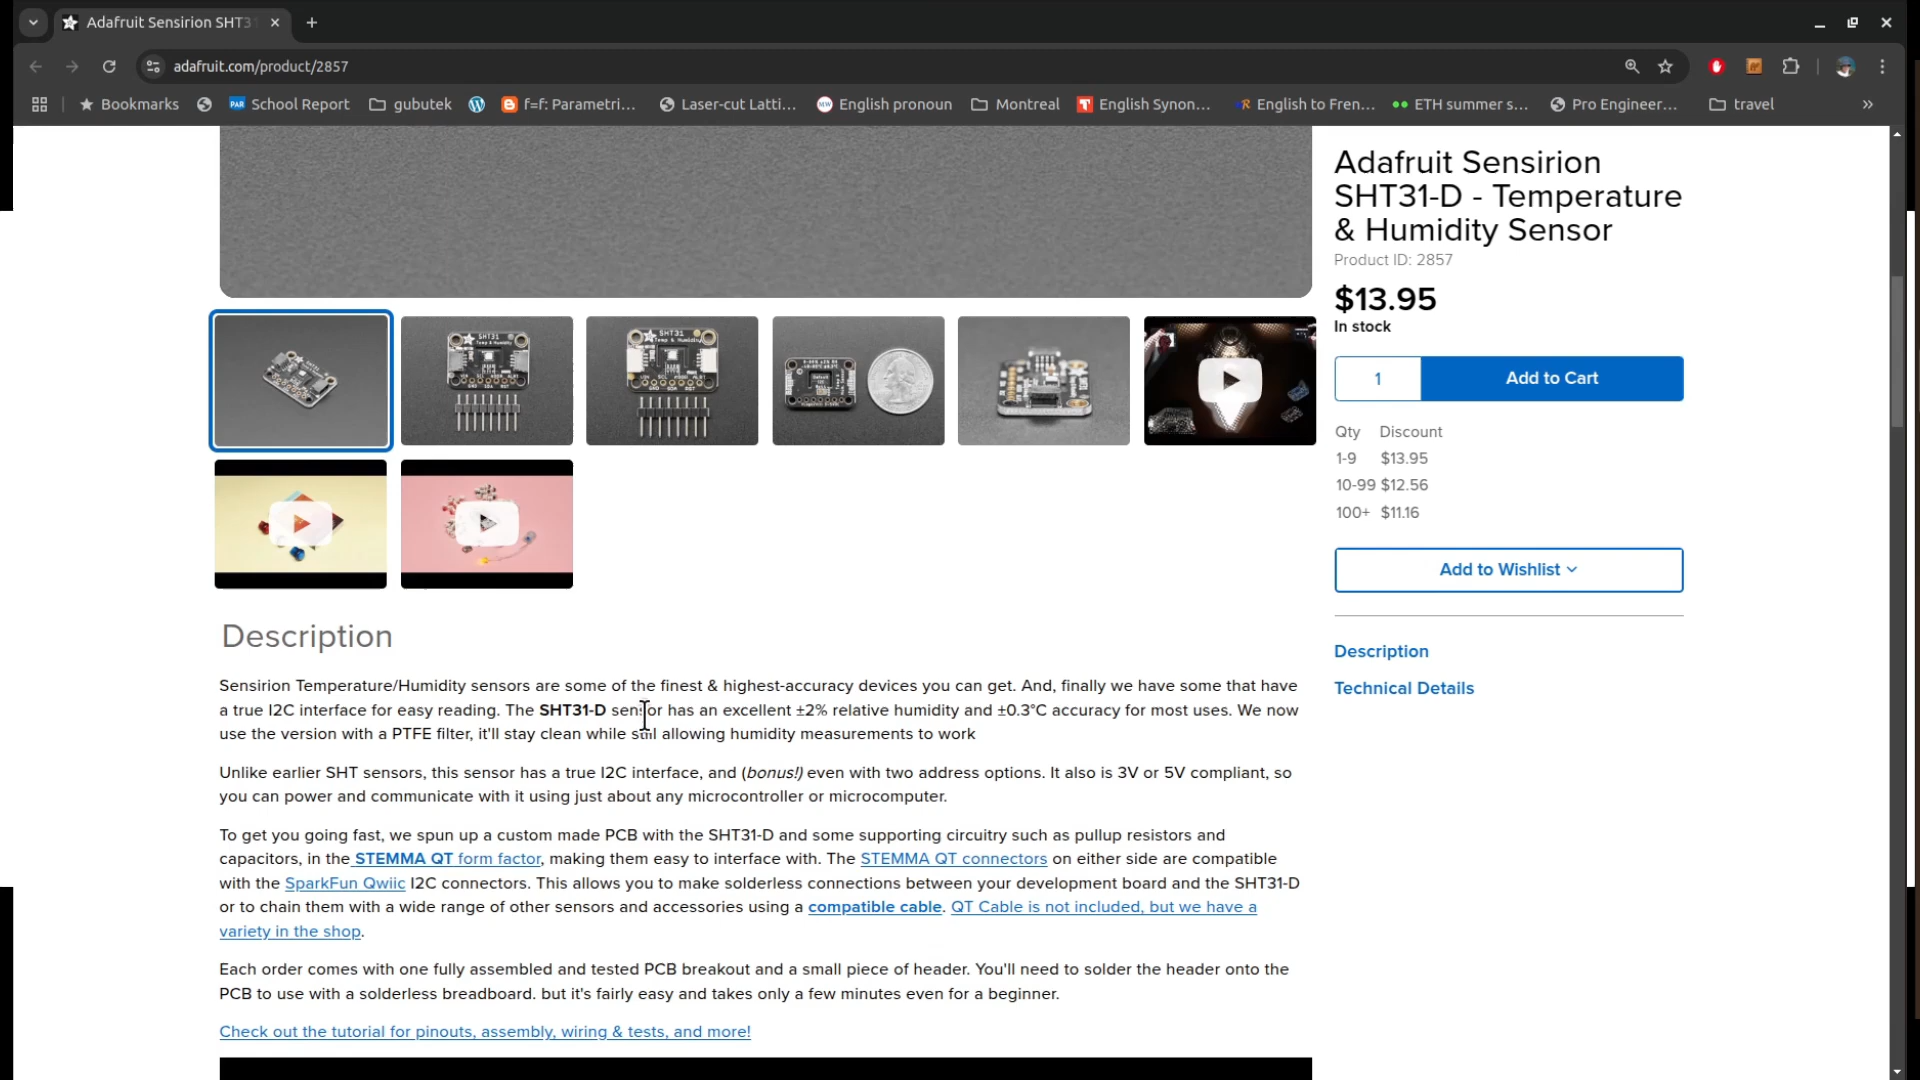 Adafruit Sensirion SHT31
adafruit.com/product/2857
Bookmarks
PAR School Report
gubutek
f=f: Parametri...
Laser-cut Latti...
MW English pronoun
Montreal
T English Synon...
R English to Fren...
ETH summer s...
Pro Engineer...
travel
»
Adafruit Sensirion
SHT31-D - Temperature
& Humidity Sensor
Product ID: 2857
$13.95
In stock
1
Add to Cart
Qty Discount
1-9 $13.95
10-99 $12.56
100+ $11.16
Add to Wishlist
Description
Technical Details
SHT31
SHT31
Temp & Humidity
Description
Sensirion Temperature/Humidity sensors are some of the finest & highest-accuracy devices you can get. And, finally we have some that have
a true I2C interface for easy reading. The SHT31-D sensor has an excellent ±2% relative humidity and ±0.3°C accuracy for most uses. We now
use the version with a PTFE filter, it'll stay clean while still allowing humidity measurements to work
Unlike earlier SHT sensors, this sensor has a true I2C interface, and (bonus!) even with two address options. It also is 3V or 5V compliant, so
you can power and communicate with it using just about any microcontroller or microcomputer.
To get you going fast, we spun up a custom made PCB with the SHT31-D and some supporting circuitry such as pullup resistors and
capacitors, in the STEMMA QT form factor, making them easy to interface with. The STEMMA QT connectors on either side are compatible
with the SparkFun Qwiic I2C connectors. This allows you to make solderless connections between your development board and the SHT31-D
or to chain them with a wide range of other sensors and accessories using a compatible cable. QT Cable is not included, but we have a
variety in the shop.
Each order comes with one fully assembled and tested PCB breakout and a small piece of header. You'll need to solder the header onto the
PCB to use with a solderless breadboard. but it's fairly easy and takes only a few minutes even for a beginner.
Check out the tutorial for pinouts, assembly, wiring & tests, and more!